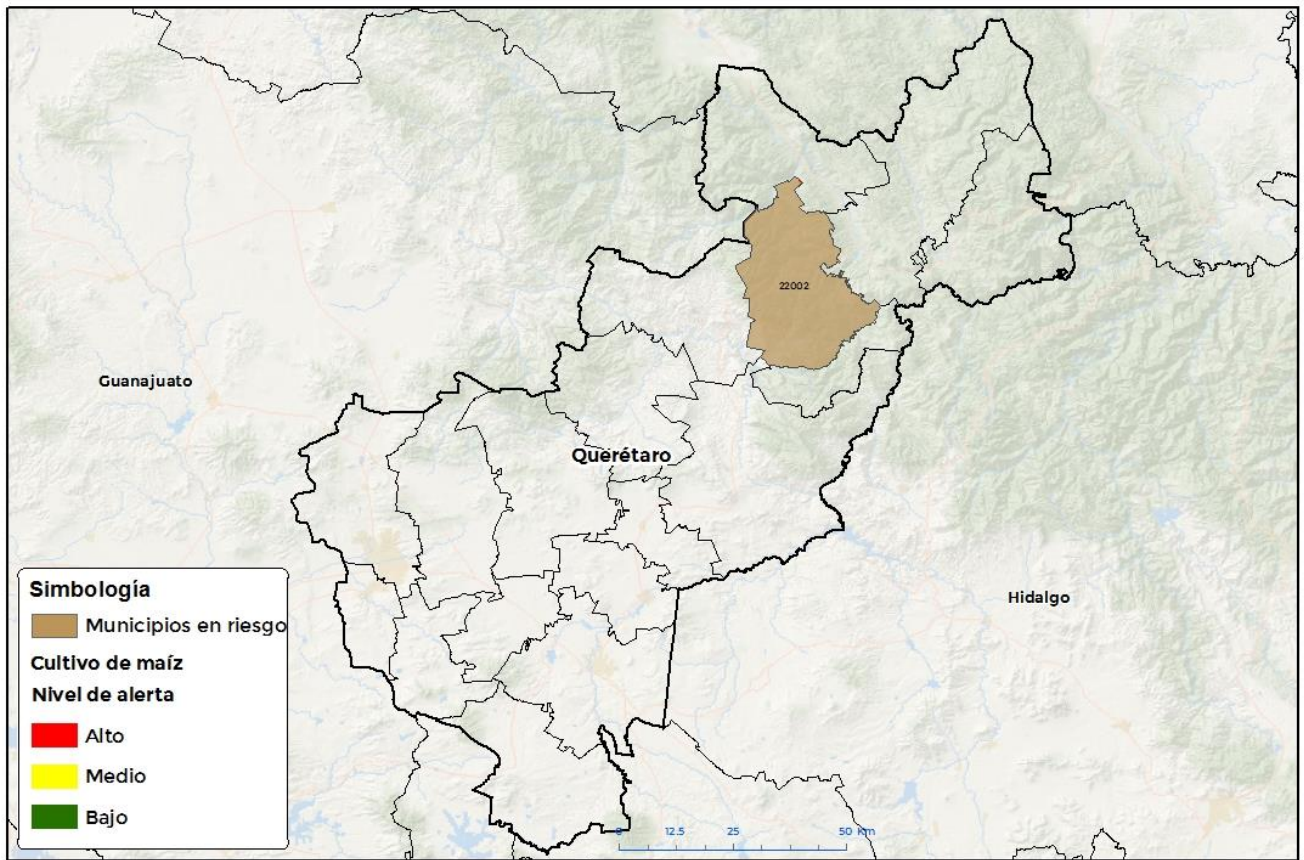 22002
Guanajuato
Querétaro
Hidalgo
Simbología
Municipios en riesgo
Cultivo de maíz
Nivel de alerta
Alto
Medio
Bajo
0 12.5 25 50 Km